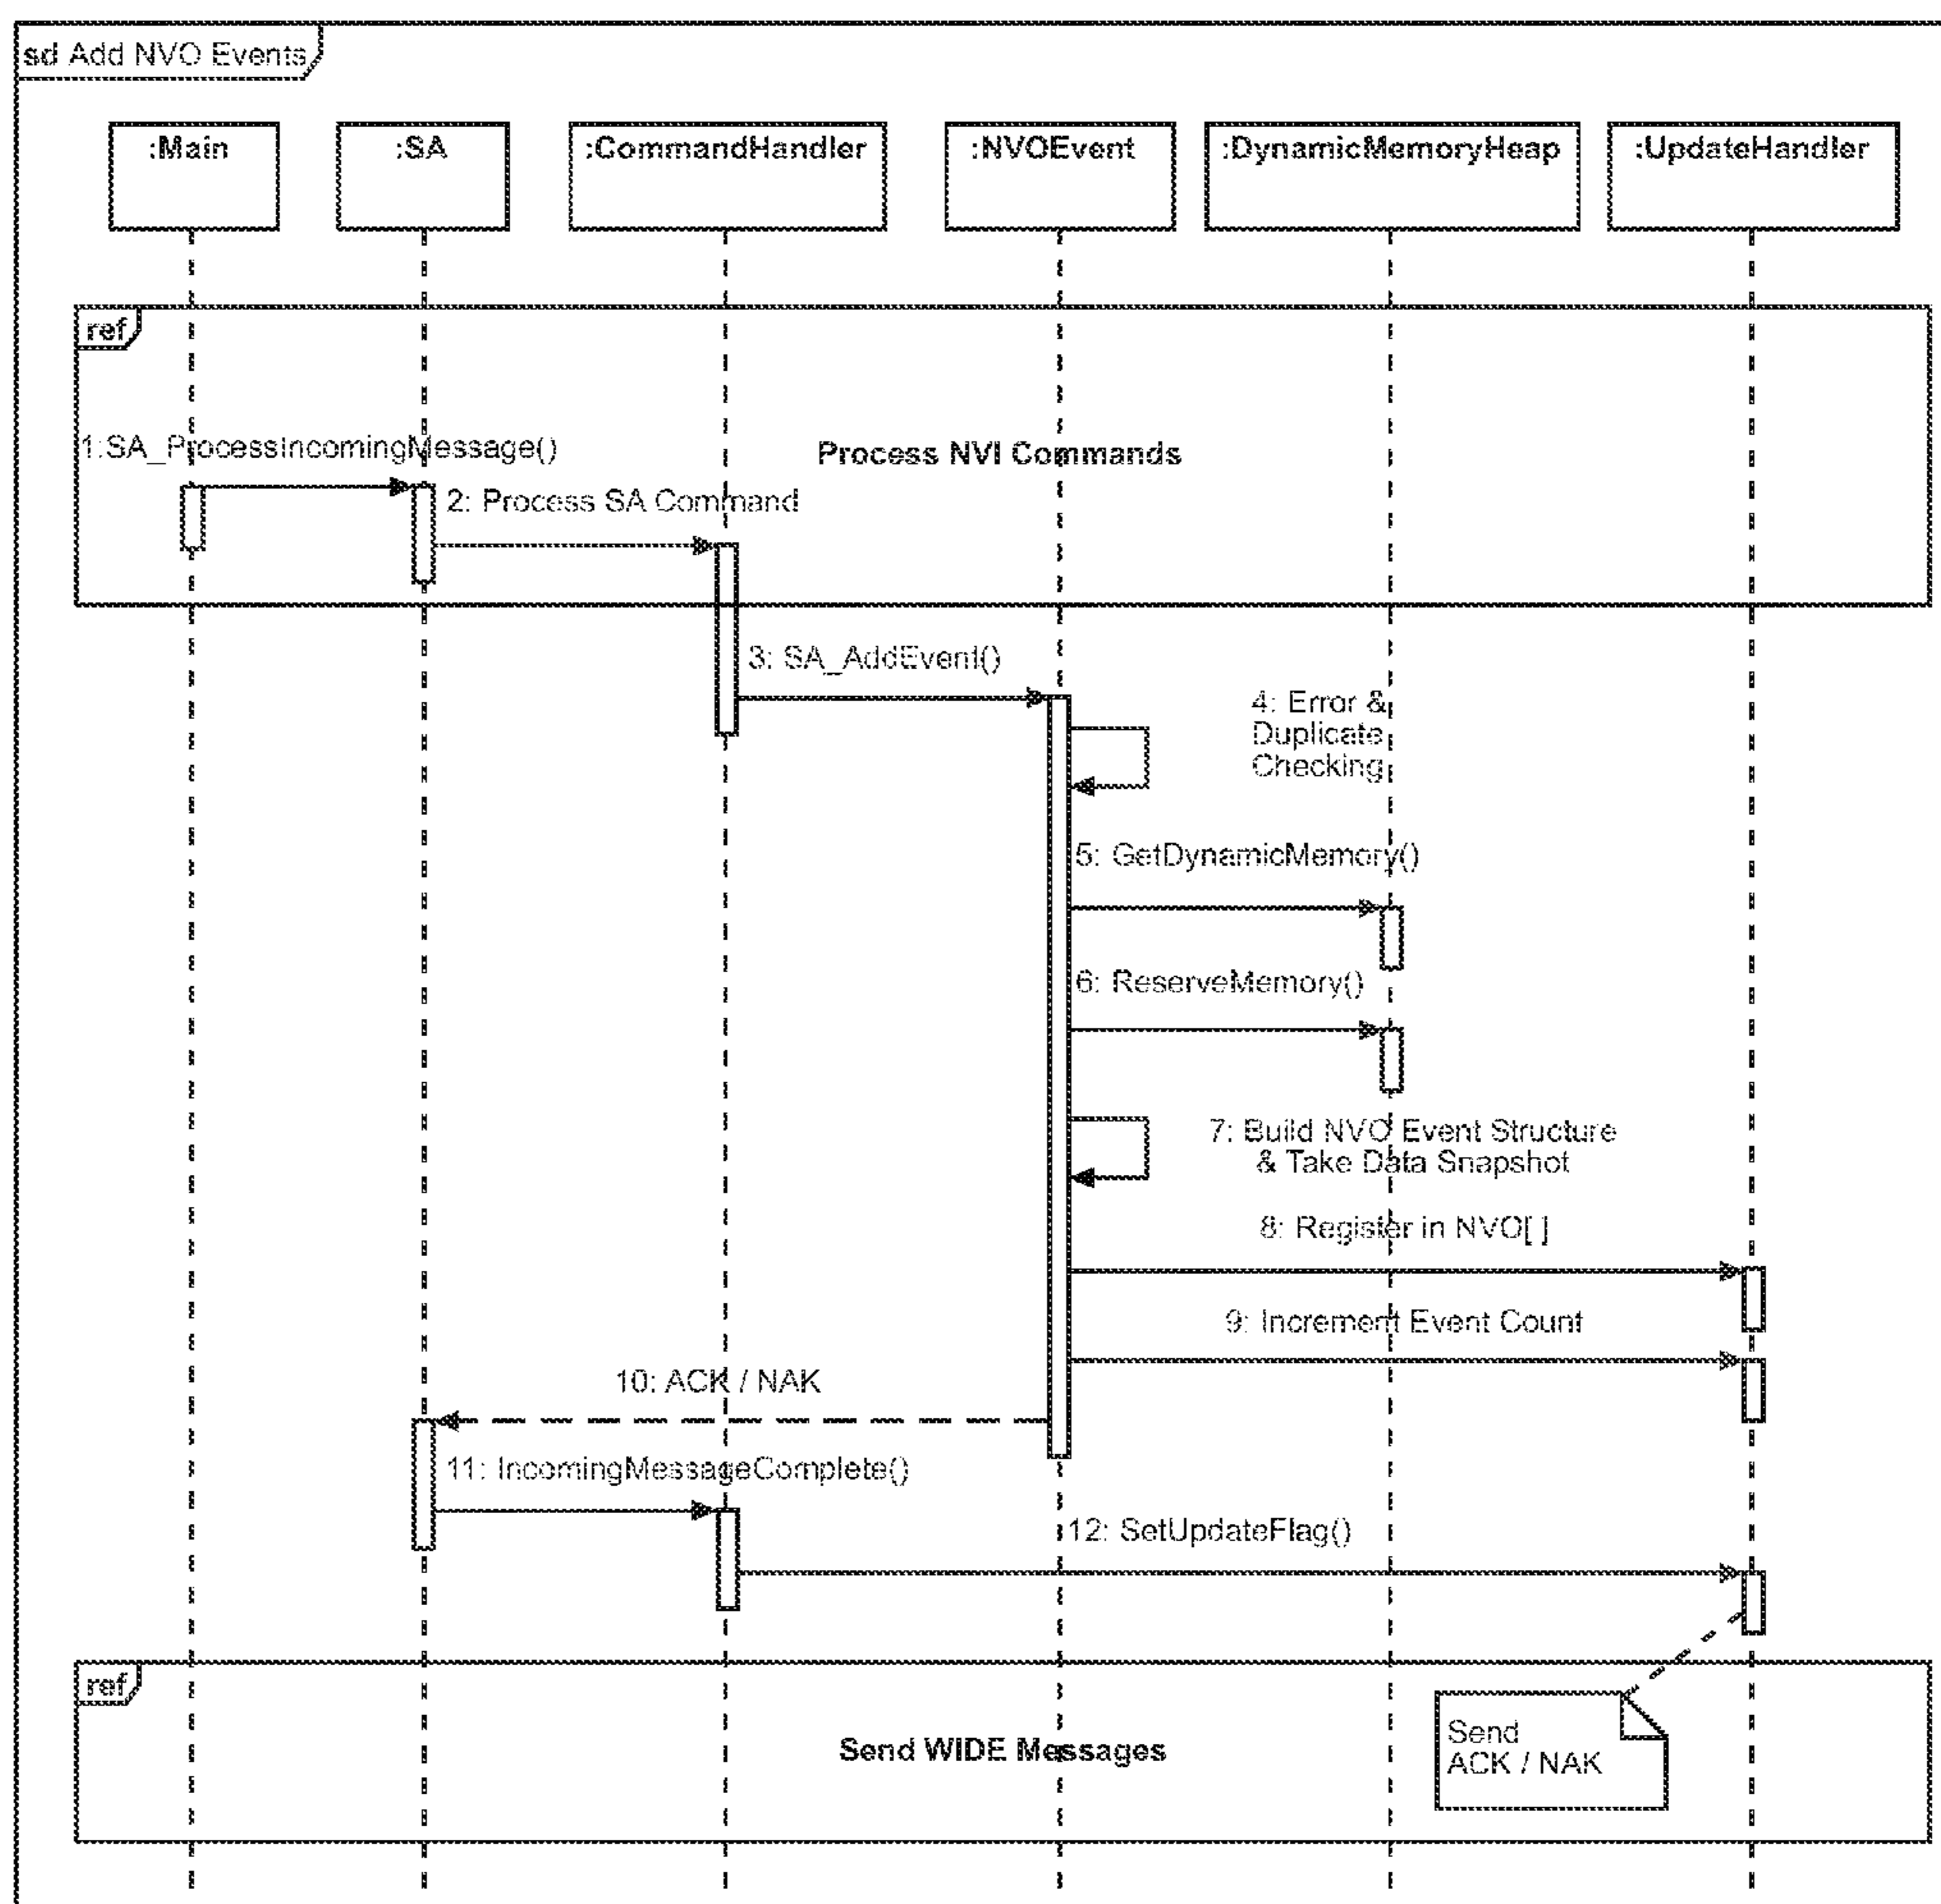 sd Add NVO Events
:Main
:SA
:CommandHandler
:NVOEvent
:DynamicMemoryHeap
:UpdateHandler
ref
1:SA_ProcessIncomingMessage()
Process NVI Commands
2: Process SA Command
3: SA_AddEvent()
4: Error &
Duplicate
Checking
5: GetDynamicMemory()
6: ReserveMemory()
7: Build NVO Event Structure
& Take Data Snapshot
8: Register in NVO[ ]
9: Increment Event Count
10: ACK / NAK
11: IncomingMessageComplete()
12: SetUpdateFlag()
ref
Send WIDE Messages
Send
ACK / NAK